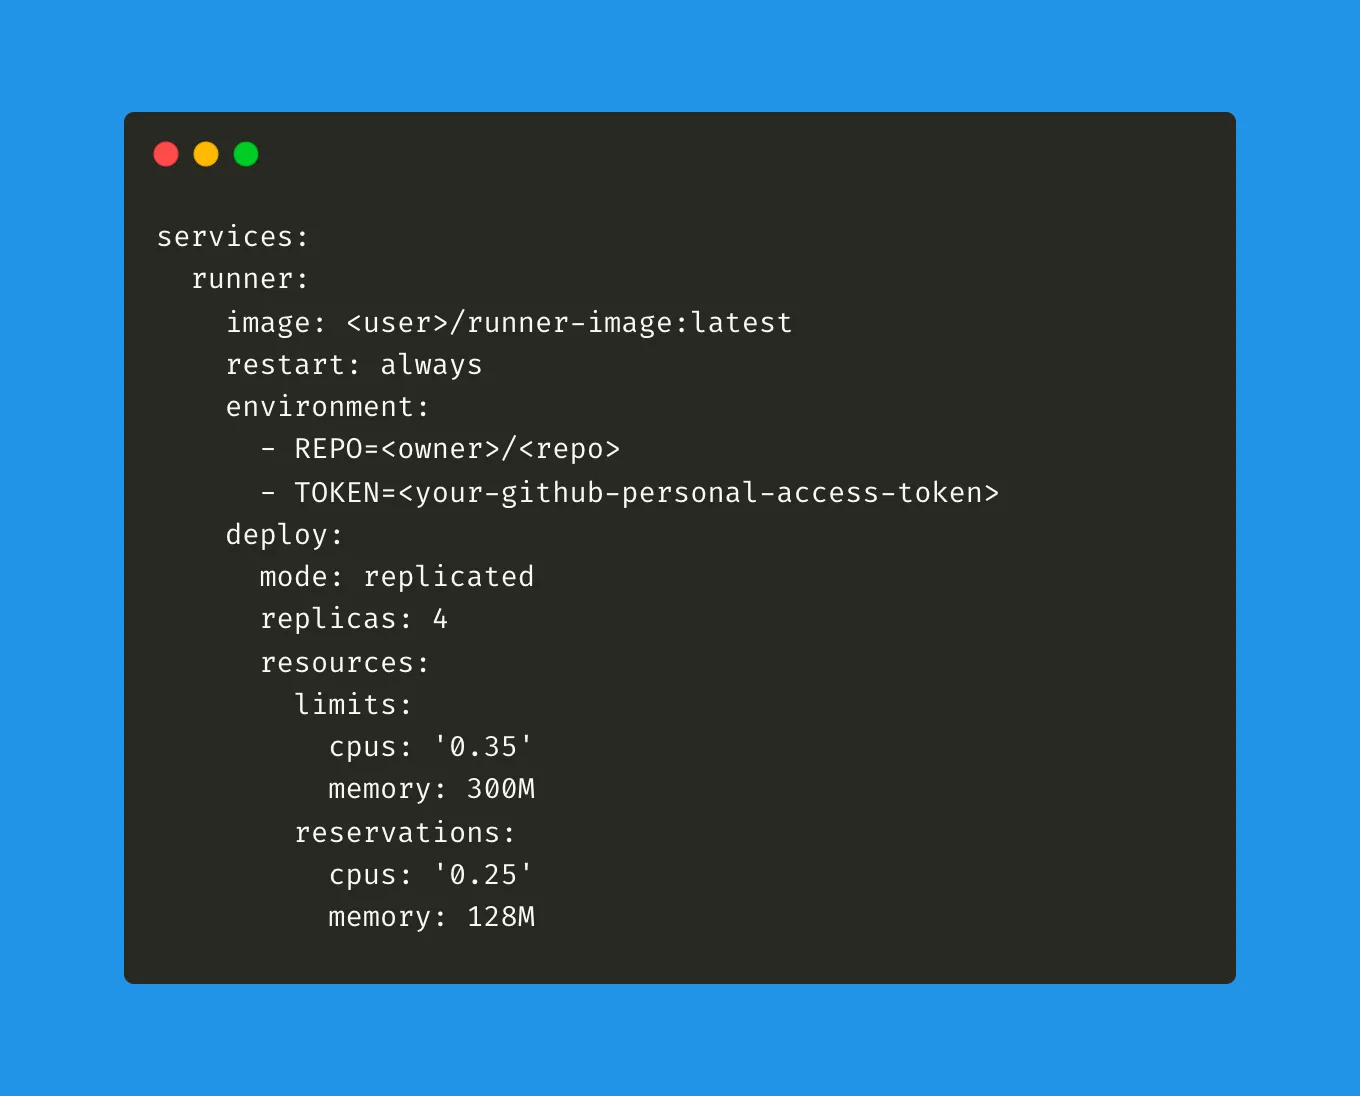 services:
  runner:
    image: <user>/runner-image:latest
    restart: always
    environment:
      - REPO=<owner>/<repo>
      - TOKEN=<your-github-personal-access-token>
    deploy:
      mode: replicated
      replicas: 4
      resources:
        limits:
          cpus: '0.35'
          memory: 300M
        reservations:
          cpus: '0.25'
          memory: 128M